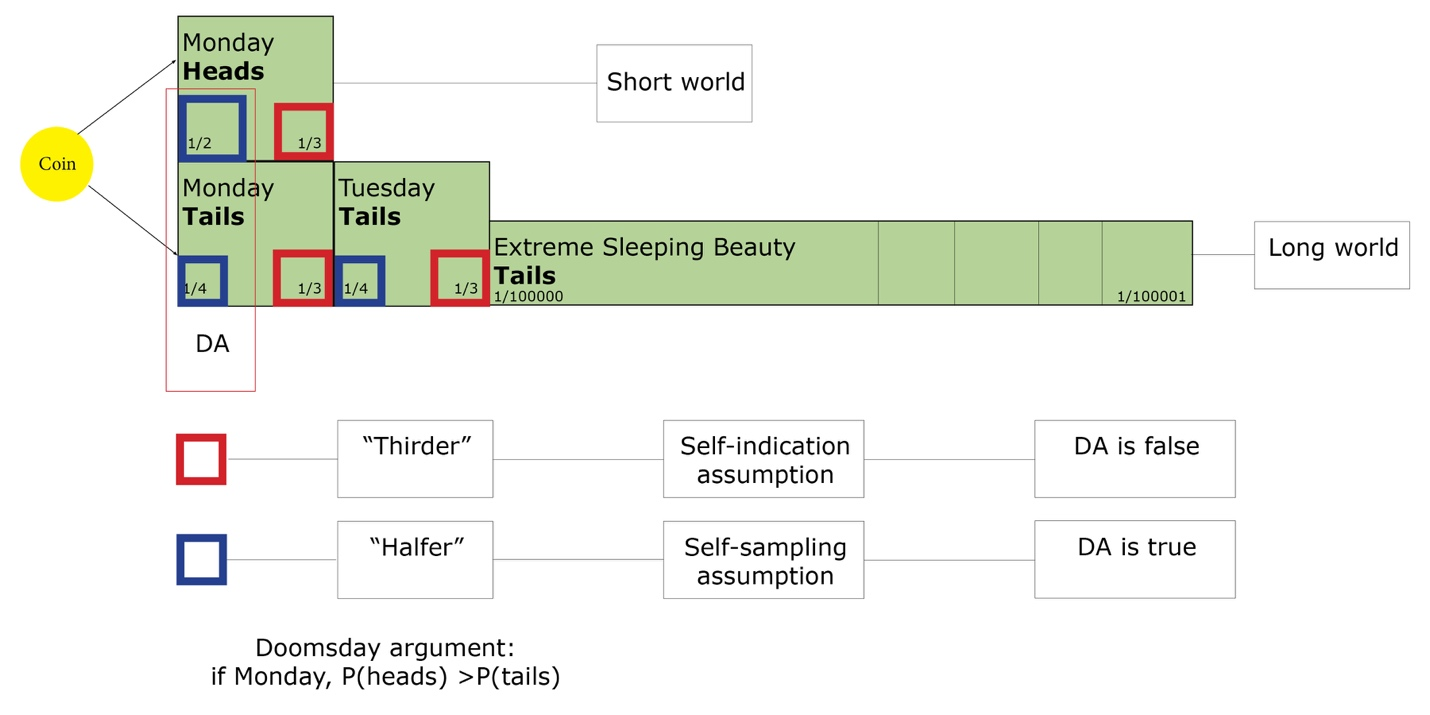 Monday
Heads
1/2
1/3
Short world
Coin
Monday
Tails
1/4
1/3
Tuesday
Tails
1/4
1/3
Extreme Sleeping Beauty
Tails
1/100000
1/100001
Long world
DA
“Thirder”
Self-indication
assumption
DA is false
“Halfer”
Self-sampling
assumption
DA is true
Doomsday argument:
if Monday, P(heads) >P(tails)